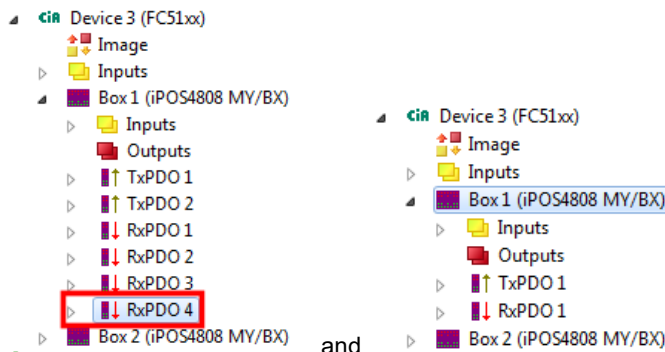 CiA Device 3 (FC51xx)
Image
Inputs
Box 1 (iPOS4808 MY/BX)
Inputs
Outputs
TxPDO 1
TxPDO 2
RxPDO 1
RxPDO 2
RxPDO 3
RxPDO 4
Box 2 (iPOS4808 MY/BX)
and
CiA Device 3 (FC51xx)
Image
Inputs
Box 1 (iPOS4808 MY/BX)
Inputs
Outputs
TxPDO 1
RxPDO 1
Box 2 (iPOS4808 MY/BX)